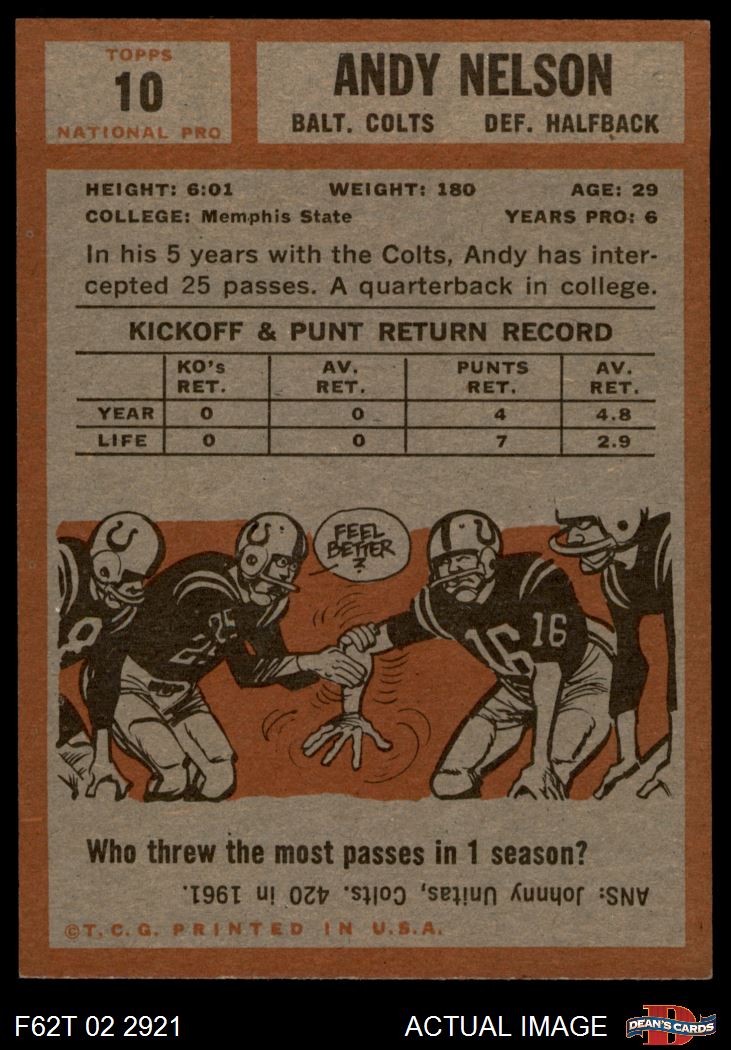 TOPPS
10
NATIONAL PRO
ANDY NELSON
BALT. COLTS DEF. HALFBACK
HEIGHT: 6:01 WEIGHT: 180 AGE: 29
COLLEGE: Memphis State YEARS PRO: 6
In his 5 years with the Colts, Andy has inter-
cepted 25 passes. A quarterback in college.
KICKOFF & PUNT RETURN RECORD
KO's AV. PUNTS AV.
RET. RET. RET. RET.
YEAR 0 0 4 4.8
LIFE 0 0 7 2.9
FEEL
BETTER
?
25
25
16
16
Who threw the most passes in 1 season?
ANS: Johnny Unitas, Colts. 420 in 1961.
©T.C.G. PRINTED IN U.S.A.
F62T 02 2921 ACTUAL IMAGE DEAN'S CARDS